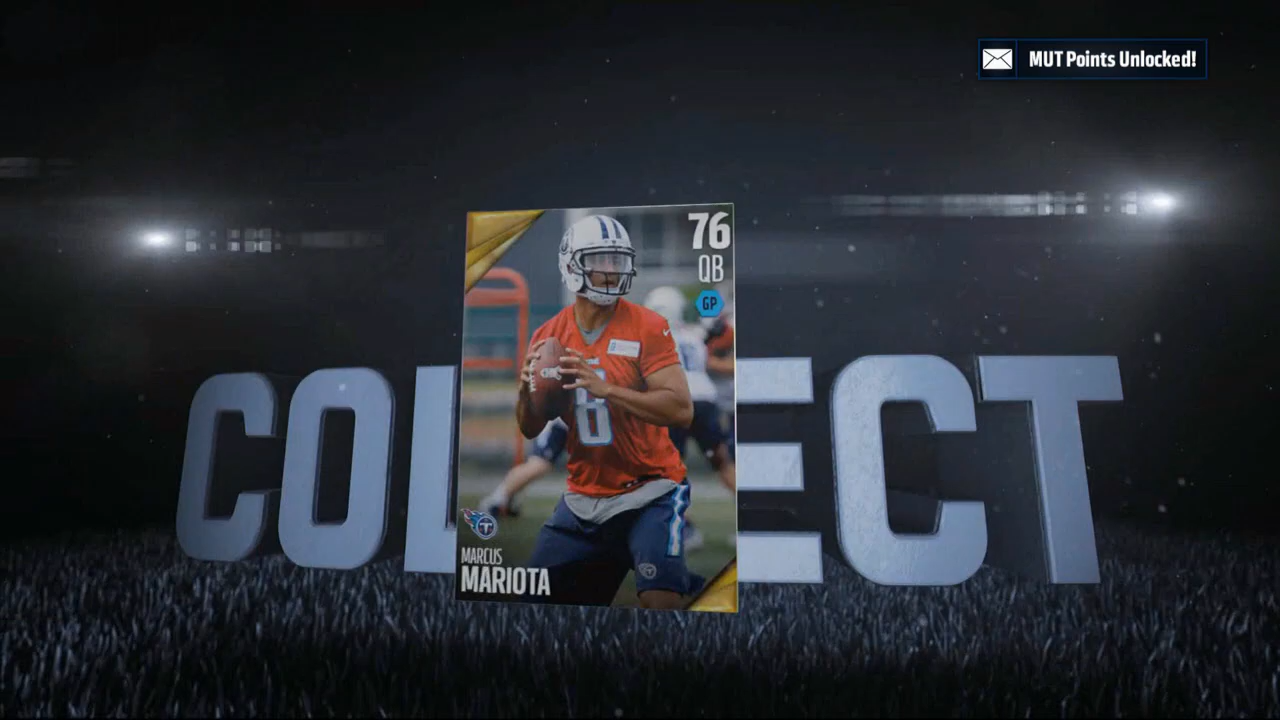 MUT Points Unlocked!
76
QB
GP
8
COL ECT
MARCUS
MARIOTA